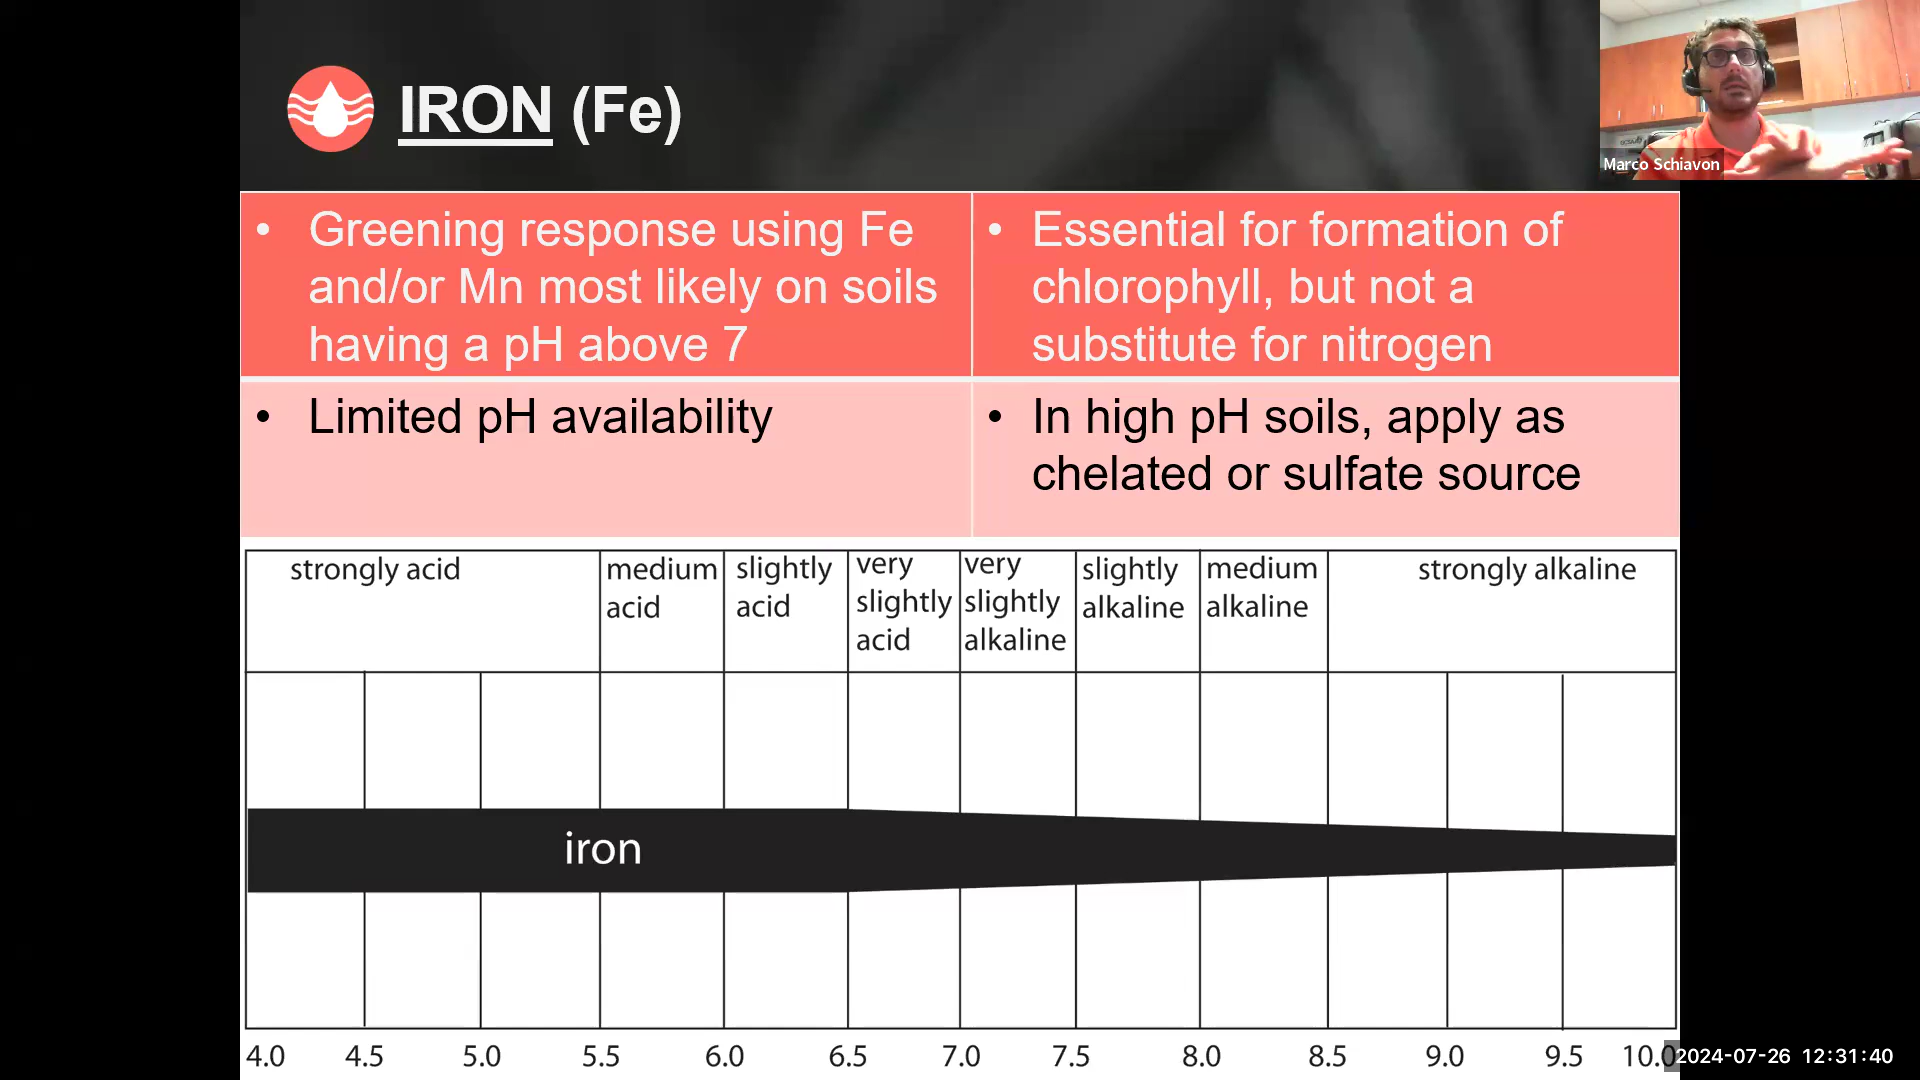 IRON (Fe)
Marco Schiavon
• Greening response using Fe
and/or Mn most likely on soils
having a pH above 7
• Essential for formation of
chlorophyll, but not a
substitute for nitrogen
• Limited pH availability
• In high pH soils, apply as
chelated or sulfate source
strongly acid
medium
acid
slightly
acid
very
slightly
acid
very
slightly
alkaline
slightly
alkaline
medium
alkaline
strongly alkaline
iron
4.0 4.5 5.0 5.5 6.0 6.5 7.0 7.5 8.0 8.5 9.0 9.5 10.0
2024-07-26 12:31:40